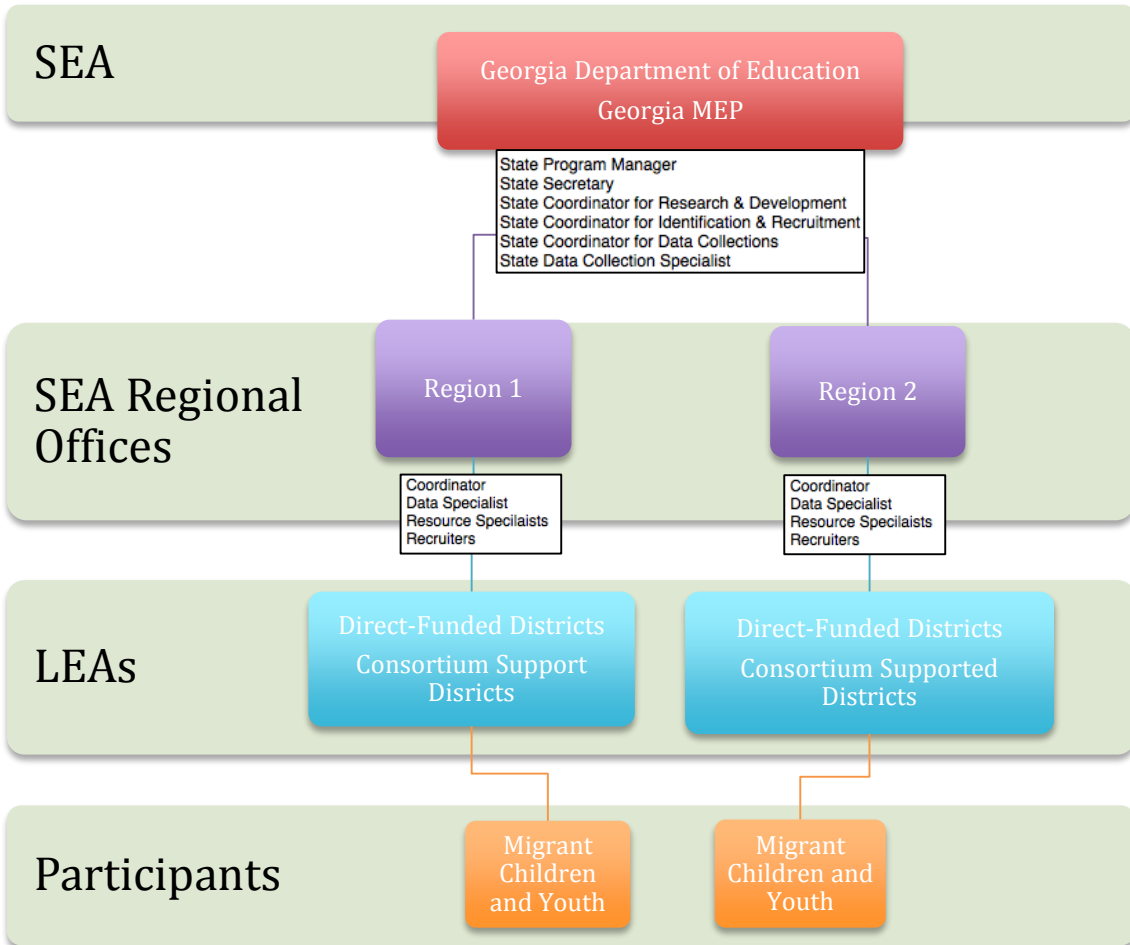 SEA
Georgia Department of Education
Georgia MEP
State Program Manager
State Secretary
State Coordinator for Research & Development
State Coordinator for Identification & Recruitment
State Coordinator for Data Collections
State Data Collection Specialist
SEA Regional
Offices
Region 1
Region 2
Coordinator
Data Specialist
Resource Specilaists
Recruiters
Coordinator
Data Specialist
Resource Specilaists
Recruiters
LEAs
Direct-Funded Districts
Consortium Support
Disricts
Direct-Funded Districts
Consortium Supported
Districts
Participants
Migrant
Children
and Youth
Migrant
Children and
Youth